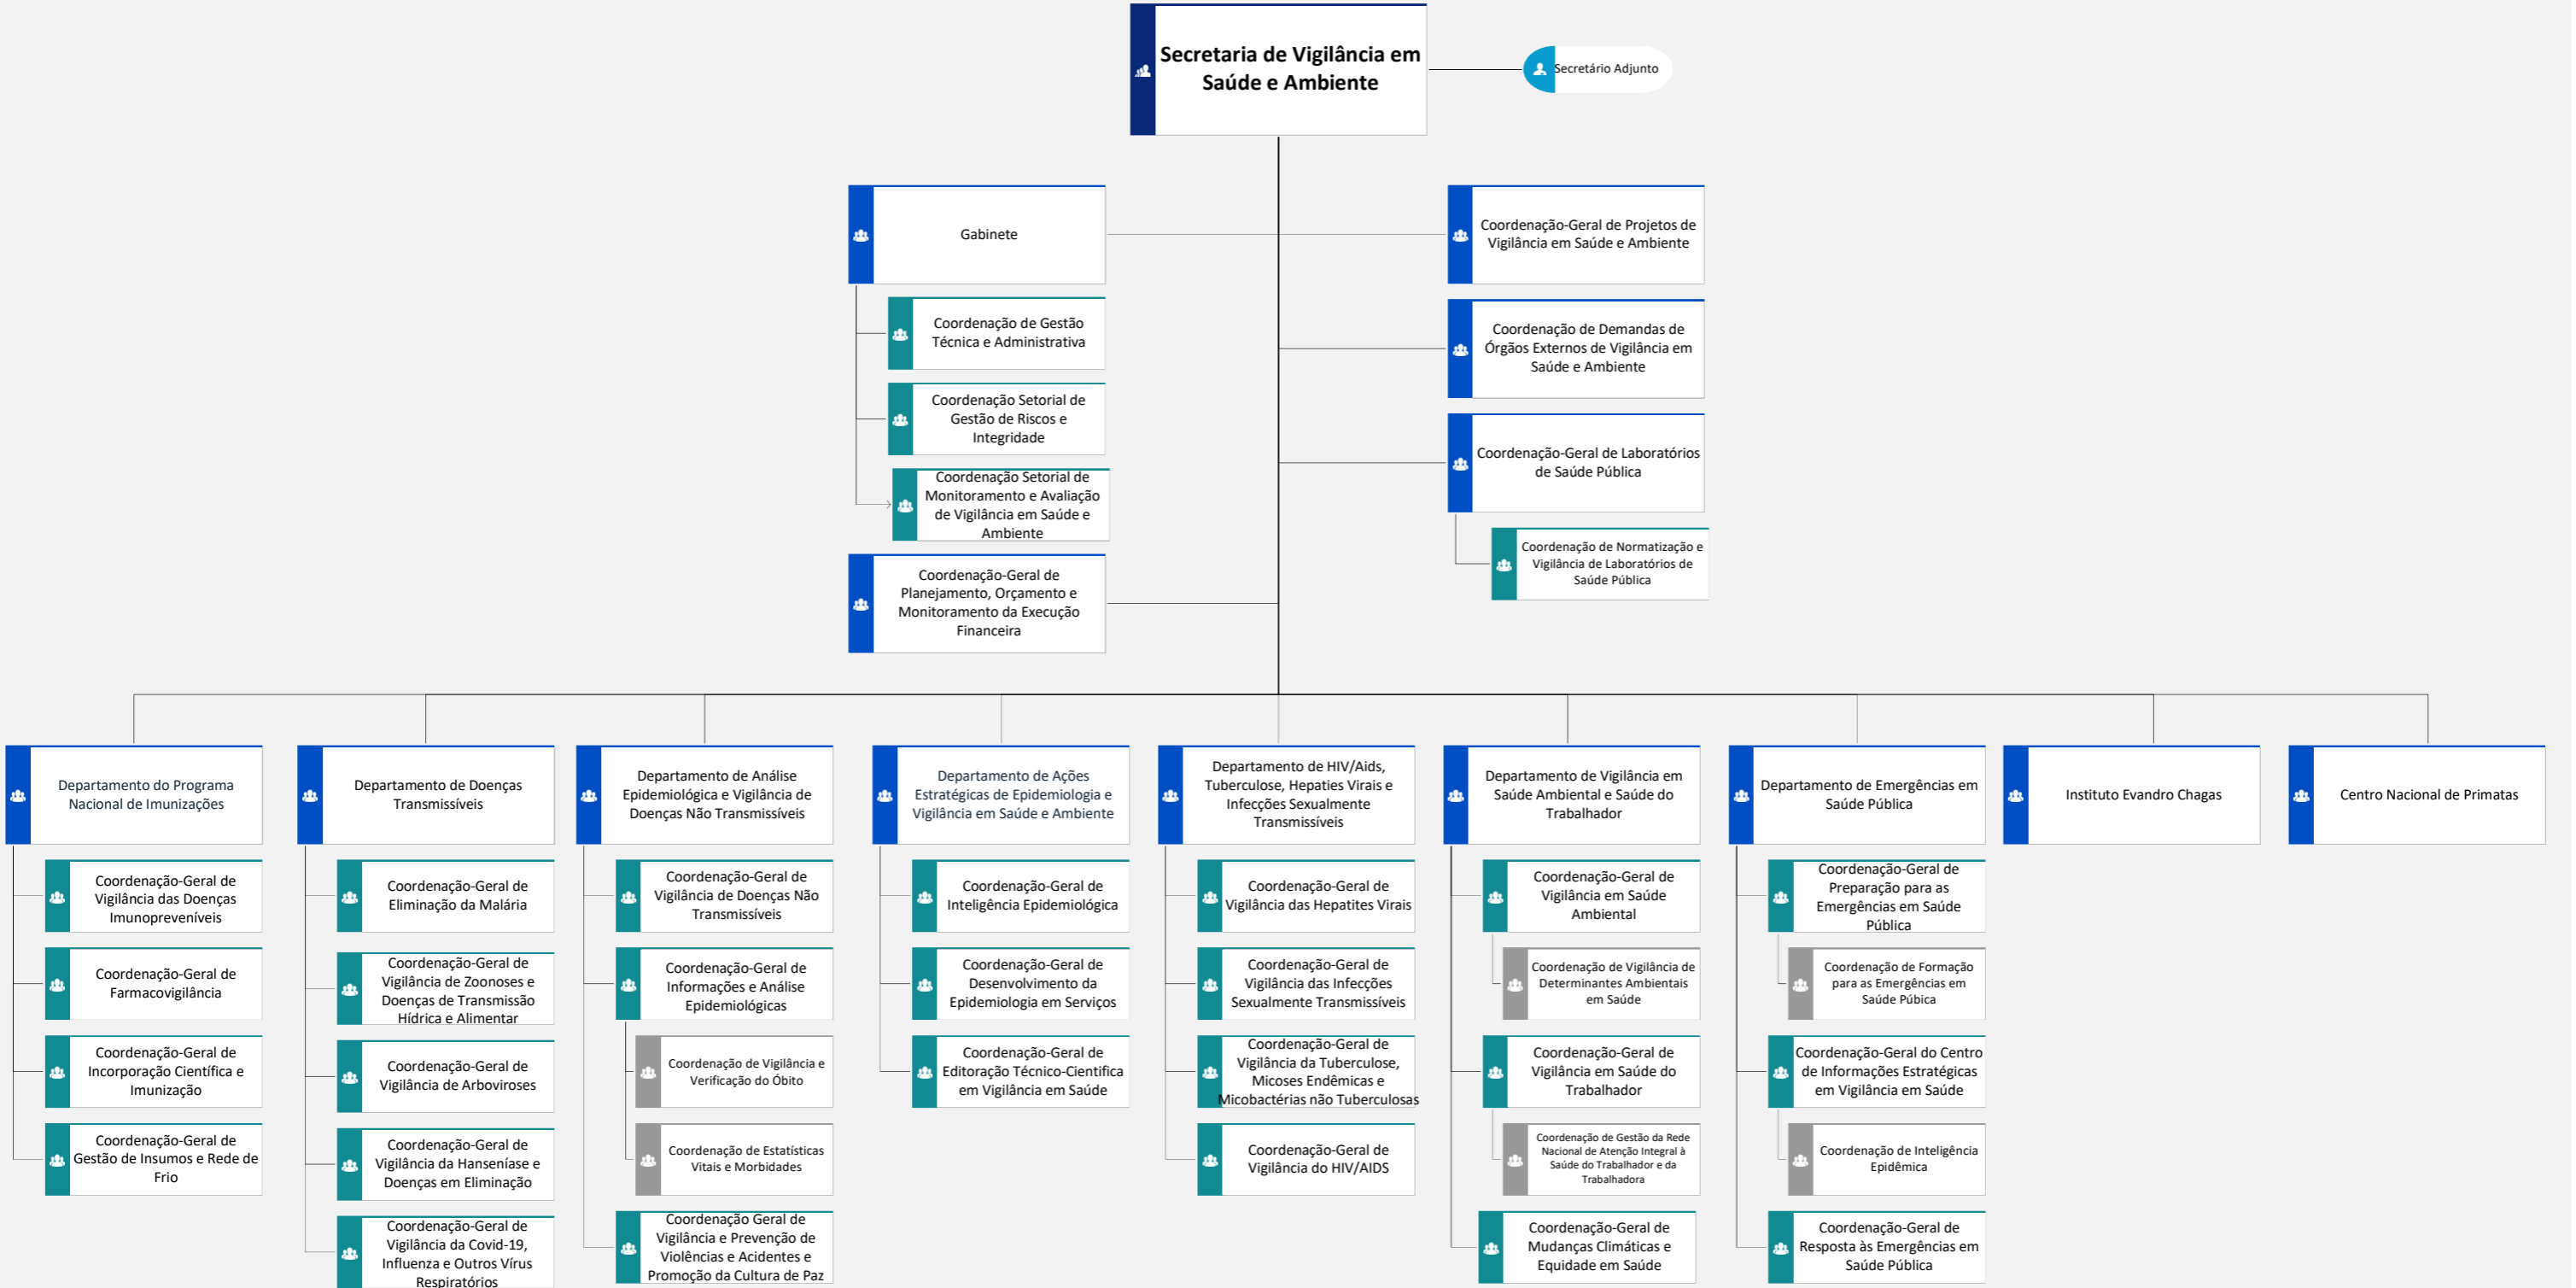 Secretaria de Vigilância em
Saúde e Ambiente
Secretário Adjunto
Gabinete
Coordenação de Gestão
Técnica e Administrativa
Coordenação Setorial de
Gestão de Riscos e
Integridade
Coordenação Setorial de
Monitoramento e Avaliação
de Vigilância em Saúde e
Ambiente
Coordenação-Geral de
Planejamento, Orçamento e
Monitoramento da Execução
Financeira
Coordenação-Geral de Projetos de
Vigilância em Saúde e Ambiente
Coordenação de Demandas de
Órgãos Externos de Vigilância em
Saúde e Ambiente
Coordenação-Geral de Laboratórios
de Saúde Pública
Coordenação de Normatização e
Vigilância de Laboratórios de
Saúde Pública
Departamento do Programa
Nacional de Imunizações
Coordenação-Geral de
Vigilância das Doenças
Imunopreveníveis
Coordenação-Geral de
Farmacovigilância
Coordenação-Geral de
Incorporação Científica e
Imunização
Coordenação-Geral de
Gestão de Insumos e Rede de
Frio
Departamento de Doenças
Transmissíveis
Coordenação-Geral de
Eliminação da Malária
Coordenação-Geral de
Vigilância de Zoonoses e
Doenças de Transmissão
Hídrica e Alimentar
Coordenação-Geral de
Vigilância de Arboviroses
Coordenação-Geral de
Vigilância da Hanseníase e
Doenças em Eliminação
Coordenação-Geral de
Vigilância da Covid-19,
Influenza e Outros Vírus
Respiratórios
Departamento de Análise
Epidemiológica e Vigilância de
Doenças Não Transmissíveis
Coordenação-Geral de
Vigilância de Doenças Não
Transmissíveis
Coordenação-Geral de
Informações e Análise
Epidemiológicas
Coordenação de Vigilância e
Verificação do Óbito
Coordenação de Estatísticas
Vitais e Morbidades
Coordenação Geral de
Vigilância e Prevenção de
Violências e Acidentes e
Promoção da Cultura de Paz
Departamento de Ações
Estratégicas de Epidemiologia e
Vigilância em Saúde e Ambiente
Coordenação-Geral de
Inteligência Epidemiológica
Coordenação-Geral de
Desenvolvimento da
Epidemiologia em Serviços
Coordenação-Geral de
Editoração Técnico-Cientifica
em Vigilância em Saúde
Departamento de HIV/Aids,
Tuberculose, Hepaties Virais e
Infecções Sexualmente
Transmissíveis
Coordenação-Geral de
Vigilância das Hepatites Virais
Coordenação-Geral de
Vigilância das Infecções
Sexualmente Transmissíveis
Coordenação-Geral de
Vigilância da Tuberculose,
Micoses Endêmicas e
Micobactérias não Tuberculosas
Coordenação-Geral de
Vigilância do HIV/AIDS
Departamento de Vigilância em
Saúde Ambiental e Saúde do
Trabalhador
Coordenação-Geral de
Vigilância em Saúde
Ambiental
Coordenação de Vigilância de
Determinantes Ambientais
em Saúde
Coordenação-Geral de
Vigilância em Saúde do
Trabalhador
Coordenação de Gestão da Rede
Nacional de Atenção Integral à
Saúde do Trabalhador e da
Trabalhadora
Coordenação-Geral de
Mudanças Climáticas e
Equidade em Saúde
Departamento de Emergências em
Saúde Pública
Coordenação-Geral de
Preparação para as
Emergências em Saúde
Pública
Coordenação de Formação
para as Emergências em
Saúde Púbica
Coordenação-Geral do Centro
de Informações Estratégicas
em Vigilância em Saúde
Coordenação de Inteligência
Epidêmica
Coordenação-Geral de
Resposta às Emergências em
Saúde Pública
Instituto Evandro Chagas
Centro Nacional de Primatas